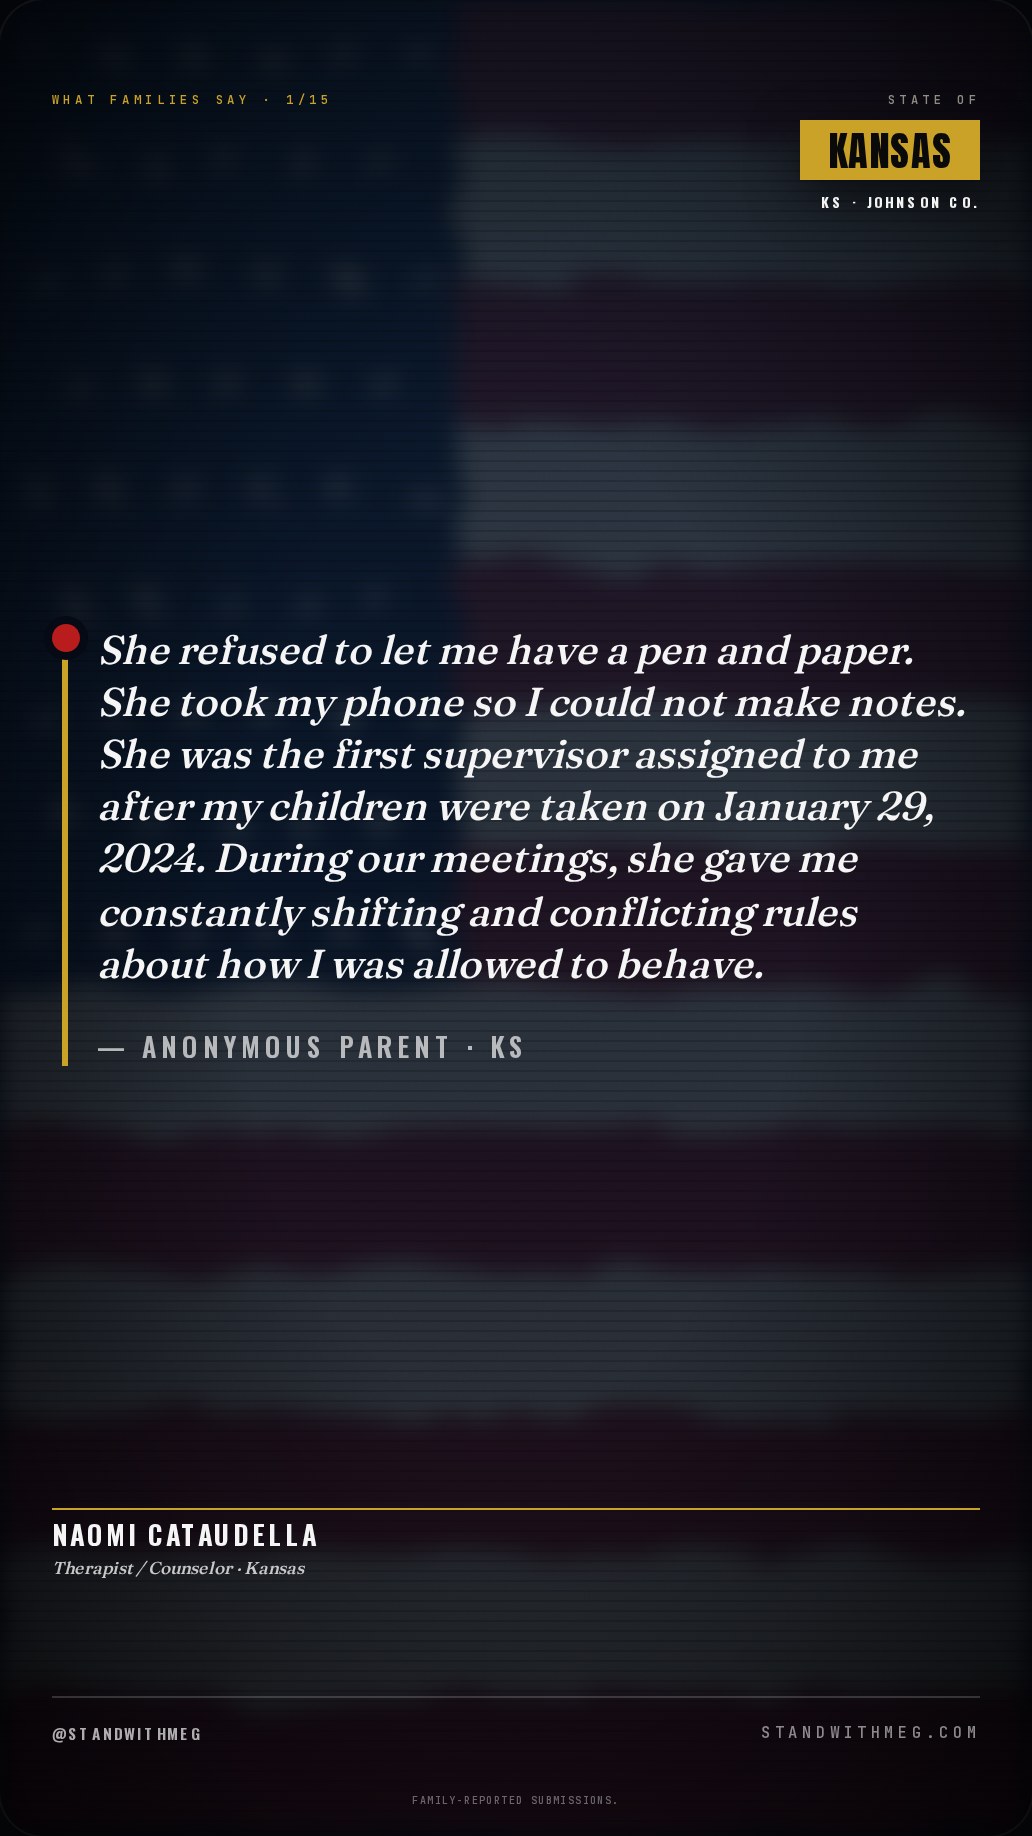 WHAT FAMILIES SAY · 1/15
STATE OF
KANSAS
KS · JOHNSON CO.
She refused to let me have a pen and paper.
She took my phone so I could not make notes.
She was the first supervisor assigned to me
after my children were taken on January 29,
2024. During our meetings, she gave me
constantly shifting and conflicting rules
about how I was allowed to behave.
— ANONYMOUS PARENT · KS
NAOMI CATAUDELLA
Therapist / Counselor · Kansas
@STANDWITHMEG
STANDWITHMEG.COM
FAMILY-REPORTED SUBMISSIONS.